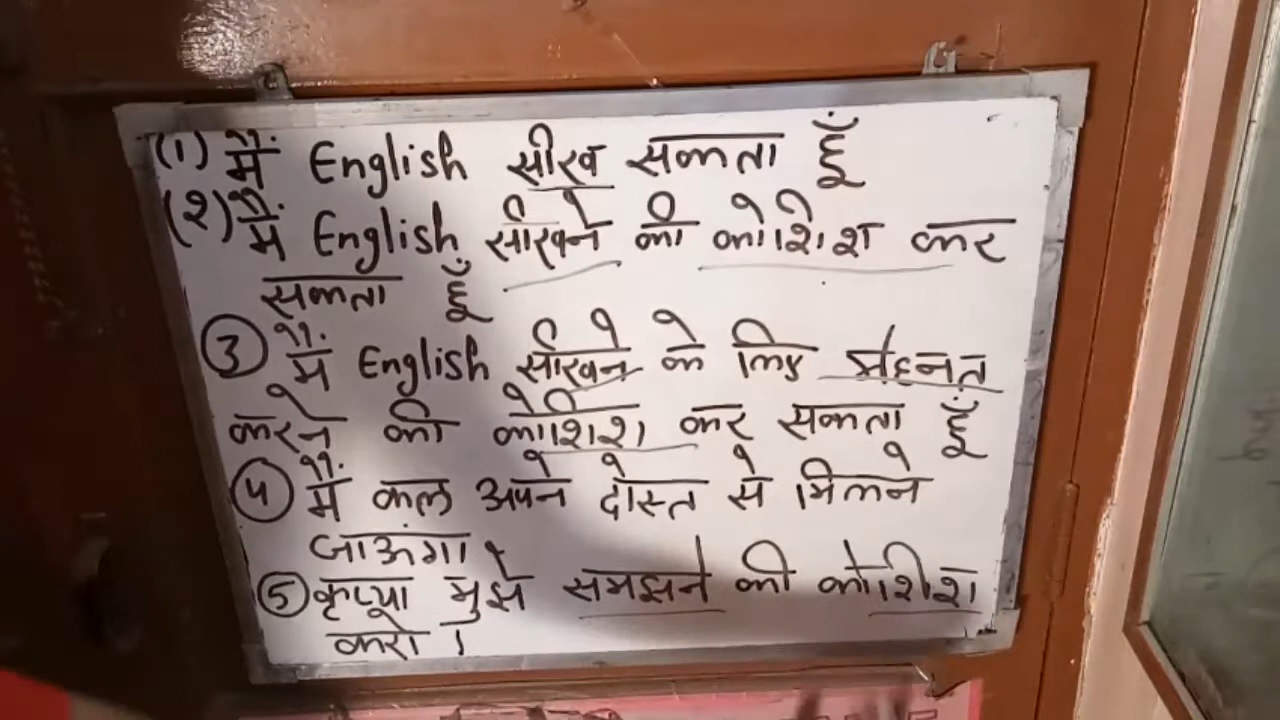 (1) मैं English सीख सकता हूँ
(२) मैं English सीखने की कोशिश कर
सकता हूँ
③ मैं English सीखने के लिए मेहनत
करने की कोशिश कर सकता हूँ
④ मैं कल अपने दोस्त से मिलने
जाऊंगा
⑤ कृप्या मुझे समझने की कोशिश
करो ।